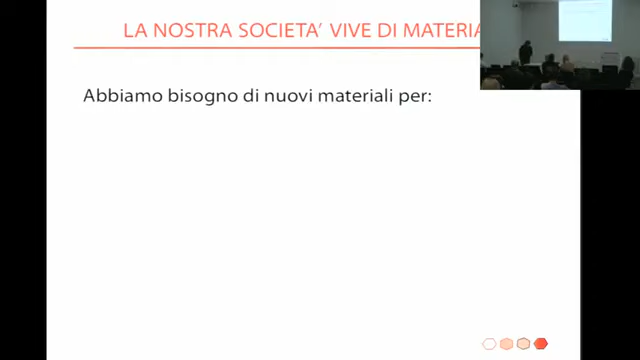 LA NOSTRA SOCIETA’ VIVE DI MATERIA
Abbiamo bisogno di nuovi materiali per: